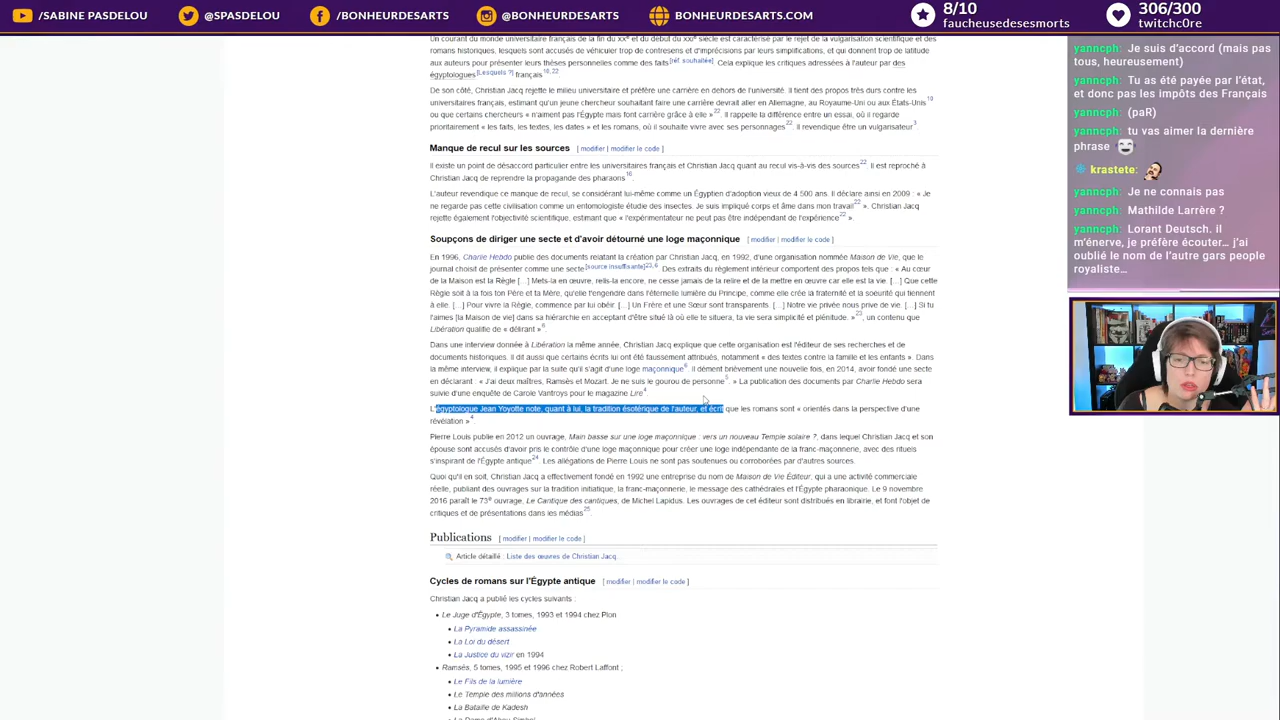 /SABINE PASDELOU
@SPASDELOU
/BONHEURDESARTS
@BONHEURDESARTS
BONHEURDESARTS.COM
8/10
faucheusedesesmorts
306/300
twitchc0re
Un courant du monde universitaire français de la fin du XXe et du début du XXIe siècle est caractérisé par le rejet de la vulgarisation scientifique et des
romans historiques, lesquels sont accusés de véhiculer trop de contresens et d'imprécisions par leurs simplifications, et qui donnent trop de latitude
aux auteurs pour présenter leurs thèses personnelles comme des faits[réf. souhaitée]. Cela explique les critiques adressées à l'auteur par des
égyptologues[Lesquels ?] français16, 22.
De son côté, Christian Jacq rejette le milieu universitaire et préfère une carrière en dehors de l'université. Il tient des propos très durs contre les
universitaires français, estimant qu'un jeune chercheur souhaitant faire une carrière devrait aller en Allemagne, au Royaume-Uni ou aux États-Unis19
ou que certains chercheurs « n'aiment pas l'Égypte mais font carrière grâce à elle »22. Il rappelle la différence entre un essai, où il regarde
prioritairement « les faits, les textes, les dates » et les romans, où il souhaite vivre avec ses personnages22. Il revendique être un vulgarisateur3.
Manque de recul sur les sources [ modifier | modifier le code ]
Il existe un point de désaccord particulier entre les universitaires français et Christian Jacq quant au recul vis-à-vis des sources22. Il est reproché à
Christian Jacq de reprendre la propagande des pharaons16.
L'auteur revendique ce manque de recul, se considérant lui-même comme un Égyptien d'adoption vieux de 4 500 ans. Il déclare ainsi en 2009 : « Je
ne regarde pas cette civilisation comme un entomologiste étudie des insectes. Je suis impliqué corps et âme dans mon travail22 ». Christian Jacq
rejette également l'objectivité scientifique, estimant que « l'expérimentateur ne peut pas être indépendant de l'expérience22 ».
Soupçons de diriger une secte et d'avoir détourné une loge maçonnique [ modifier | modifier le code ]
En 1996, Charlie Hebdo publie des documents relatant la création par Christian Jacq, en 1992, d'une organisation nommée Maison de Vie, que le
journal choisit de présenter comme une secte[source insuffisante]23, 6. Des extraits du règlement intérieur comportent des propos tels que : « Au cœur
de la Maison est la Règle [...] Mets-la en œuvre, relis-la encore, ne cesse jamais de la relire et de la mettre en œuvre car elle est la vie. [...] Que cette
Règle soit à la fois ton Père et ta Mère, qu'elle t'engendre dans l'éternelle lumière du Principe, comme elle crée la fraternité et la soeurité qui tiennent
à elle. [...] Pour vivre la Règle, commence par lui obéir. [...] Un Frère et une Sœur sont transparents. [...] Notre vie privée nous prive de vie. [...] Si tu
l'aimes [la Maison de vie] dans sa hiérarchie en acceptant d'être situé là où elle te situera, ta vie sera simplicité et plénitude. »23, un contenu que
Libération qualifie de « délirant »6.
Dans une interview donnée à Libération la même année, Christian Jacq explique que cette organisation est l'éditeur de ses recherches et de
documents historiques. Il dit aussi que certains écrits lui ont été faussement attribués, notamment « des textes contre la famille et les enfants ». Dans
la même interview, il explique par la suite qu'il s'agit d'une loge maçonnique6. Il dément brièvement une nouvelle fois, en 2014, avoir fondé une secte
en déclarant : « J'ai deux maîtres, Ramsès et Mozart. Je ne suis le gourou de personne5. » La publication des documents par Charlie Hebdo sera
suivie d'une enquête de Carole Vantroys pour le magazine Lire4.
L'égyptologue Jean Yoyotte note, quant à lui, la tradition ésotérique de l'auteur, et écrit que les romans sont « orientés dans la perspective d'une
révélation »4.
Pierre Louis publie en 2012 un ouvrage, Main basse sur une loge maçonnique : vers un nouveau Temple solaire ?, dans lequel Christian Jacq et son
épouse sont accusés d'avoir pris le contrôle d'une loge maçonnique pour créer une loge indépendante de la franc-maçonnerie, avec des rituels
s'inspirant de l'Égypte antique24. Les allégations de Pierre Louis ne sont pas soutenues ou corroborées par d'autres sources.
Quoi qu'il en soit, Christian Jacq a effectivement fondé en 1992 une entreprise du nom de Maison de Vie Éditeur, qui a une activité commerciale
réelle, publiant des ouvrages sur la tradition initiatique, la franc-maçonnerie, le message des cathédrales et l'Égypte pharaonique. Le 9 novembre
2016 paraît le 73e ouvrage, Le Cantique des cantiques, de Michel Lapidus. Les ouvrages de cet éditeur sont distribués en librairie, et font l'objet de
critiques et de présentations dans les médias25.
Publications [ modifier | modifier le code ]
Article détaillé : Liste des œuvres de Christian Jacq.
Cycles de romans sur l'Égypte antique [ modifier | modifier le code ]
Christian Jacq a publié les cycles suivants :
• Le Juge d'Égypte, 3 tomes, 1993 et 1994 chez Plon
• La Pyramide assassinée
• La Loi du désert
• La Justice du vizir en 1994
• Ramsès, 5 tomes, 1995 et 1996 chez Robert Laffont ;
• Le Fils de la lumière
• Le Temple des millions d'années
• La Bataille de Kadesh
• La Dame d'Abou Simbel
yanncph: Je suis d'accord (mais pas
tous, heureusement)
yanncph: Tu as été payée par l'état,
et donc pas les impôts des Français
yanncph: (paR)
yanncph: tu vas aimer la dernière
phrase
krastete:
yanncph: Je ne connais pas
yanncph: Mathilde Larrère ?
yanncph: Lorant Deutsch. il
m'énerve, je préfère écouter... j'ai
oublié le nom de l'autre gars people
royaliste...